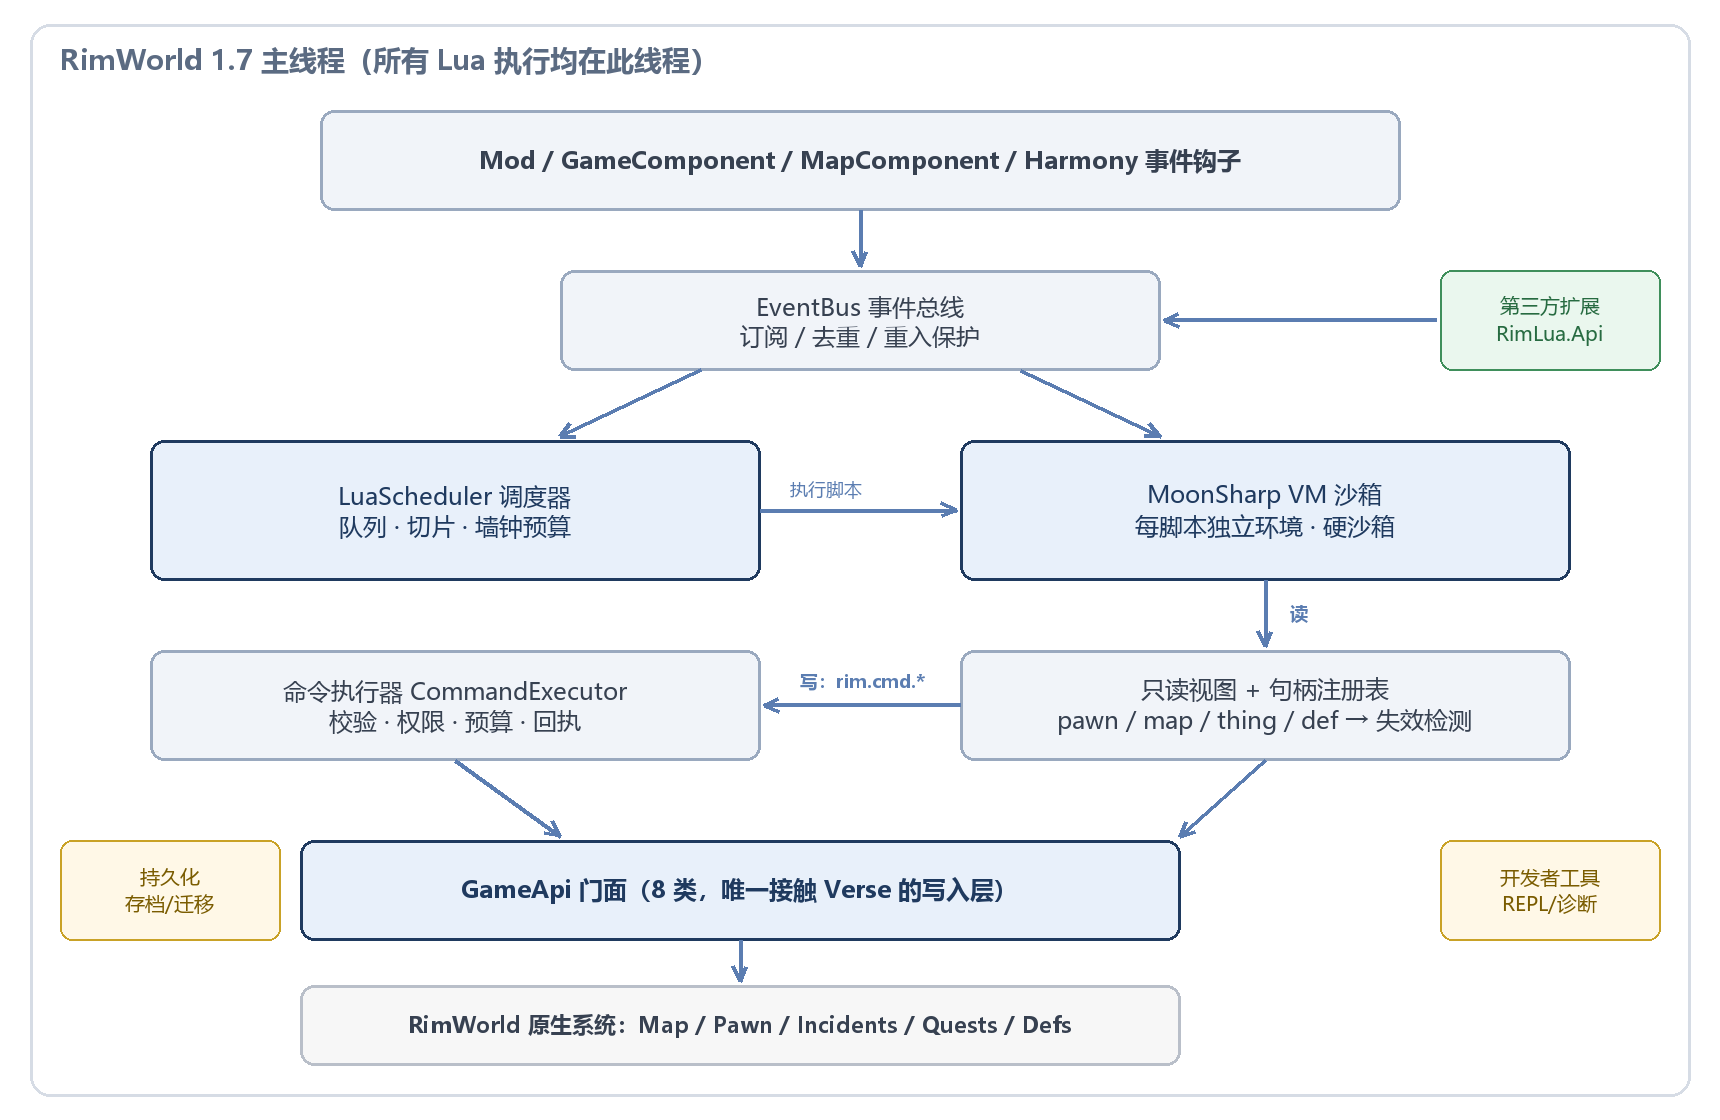 RimWorld 1.7 主线程（所有 Lua 执行均在此线程）
Mod / GameComponent / MapComponent / Harmony 事件钩子
EventBus 事件总线
订阅 / 去重 / 重入保护
第三方扩展
RimLua.Api
LuaScheduler 调度器
队列 · 切片 · 墙钟预算
执行脚本
MoonSharp VM 沙箱
每脚本独立环境 · 硬沙箱
读
命令执行器 CommandExecutor
校验 · 权限 · 预算 · 回执
写：rim.cmd.*
只读视图 + 句柄注册表
pawn / map / thing / def → 失效检测
持久化
存档/迁移
GameApi 门面（8 类，唯一接触 Verse 的写入层）
开发者工具
REPL/诊断
RimWorld 原生系统：Map / Pawn / Incidents / Quests / Defs